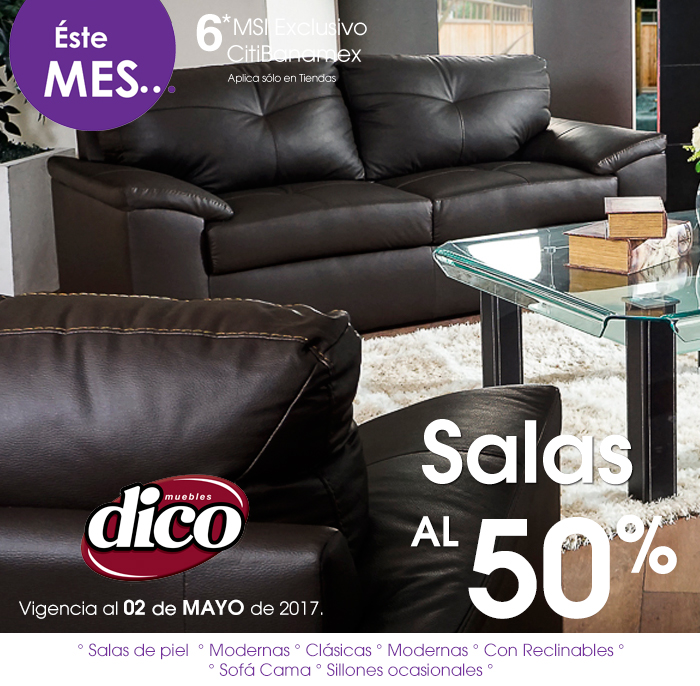 Éste
MES...
6* MSI Exclusivo
CitiBanamex
Aplica sólo en Tiendas
Salas
AL 50%
muebles
dico
Vigencia al 02 de MAYO de 2017.
° Salas de piel ° Modernas ° Clásicas ° Modernas ° Con Reclinables °
° Sofá Cama ° Sillones ocasionales °